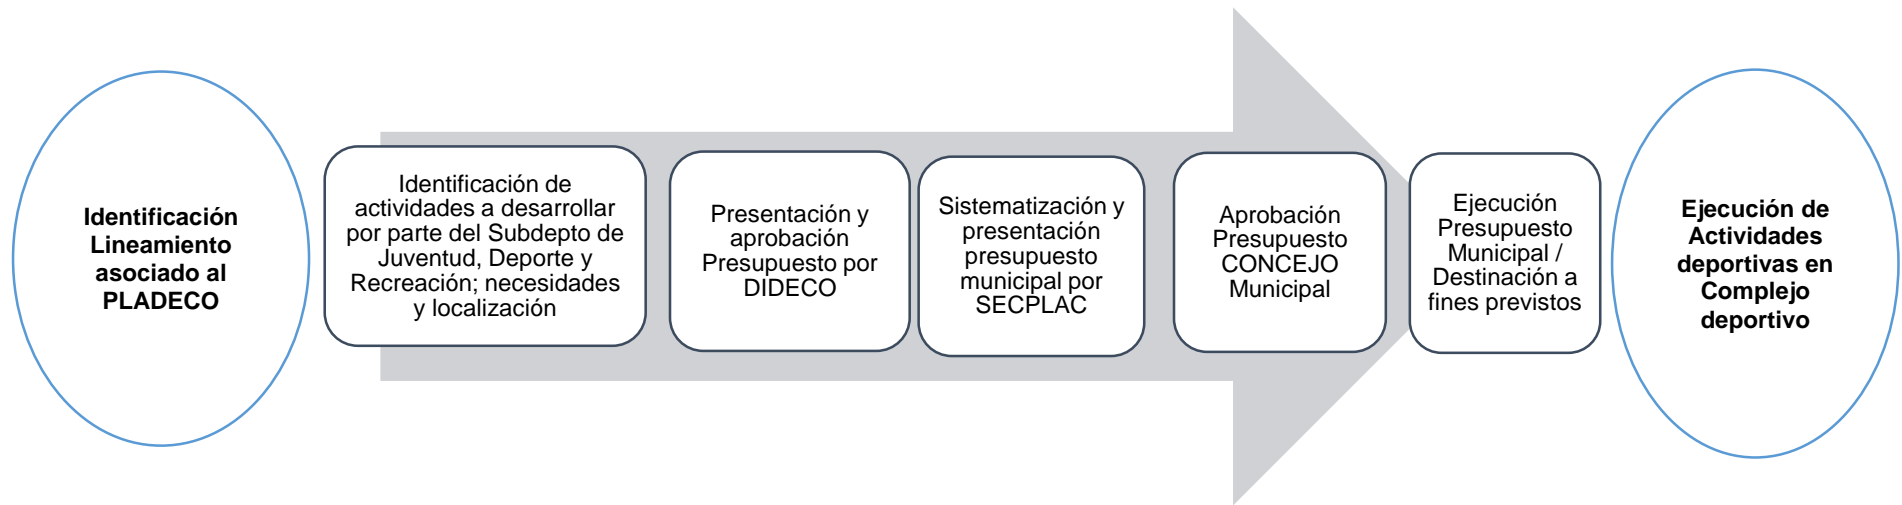 Identificación
Lineamiento
asociado al
PLADECO
Identificación de
actividades a desarrollar
por parte del Subdepto de
Juventud, Deporte y
Recreación; necesidades
y localización
Presentación y
aprobación
Presupuesto por
DIDECO
Sistematización y
presentación
presupuesto
municipal por
SECPLAC
Aprobación
Presupuesto
CONCEJO
Municipal
Ejecución
Presupuesto
Municipal /
Destinación a
fines previstos
Ejecución de
Actividades
deportivas en
Complejo
deportivo